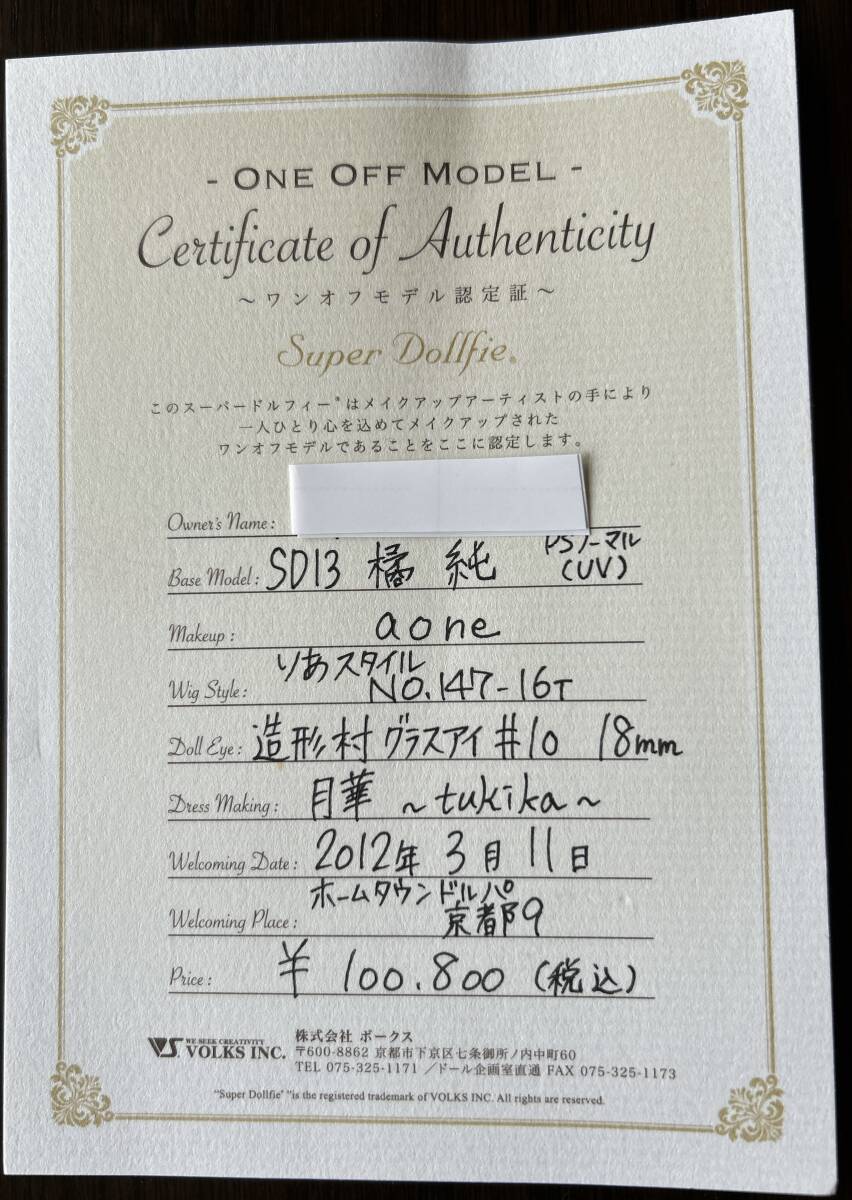 - ONE OFF MODEL -
Certificate of Authenticity
～ワンオフモデル認定証～
Super Dollfie®
このスーパードルフィー®はメイクアップアーティストの手により
一人ひとり心を込めてメイクアップされた
ワンオフモデルであることをここに認定します。
Owner's Name:
Base Model: SD13 橘 純 PSノーマル(UV)
Makeup: aone
Wig Style: りあスタイル NO.147-16T
Doll Eye: 造形村 グラスアイ #10 18mm
Dress Making: 月華 ～tukika～
Welcoming Date: 2012年 3月 11日
Welcoming Place: ホームタウンドルパ 京都9
Price: ¥ 100.800 (税込)
VS WE SEEK CREATIVITY VOLKS INC.
株式会社 ボークス
〒600-8862 京都市下京区七条御所ノ内中町60
TEL 075-325-1171 ／ドール企画室直通 FAX 075-325-1173
"Super Dollfie® "is the registered trademark of VOLKS INC. All rights are reserved.